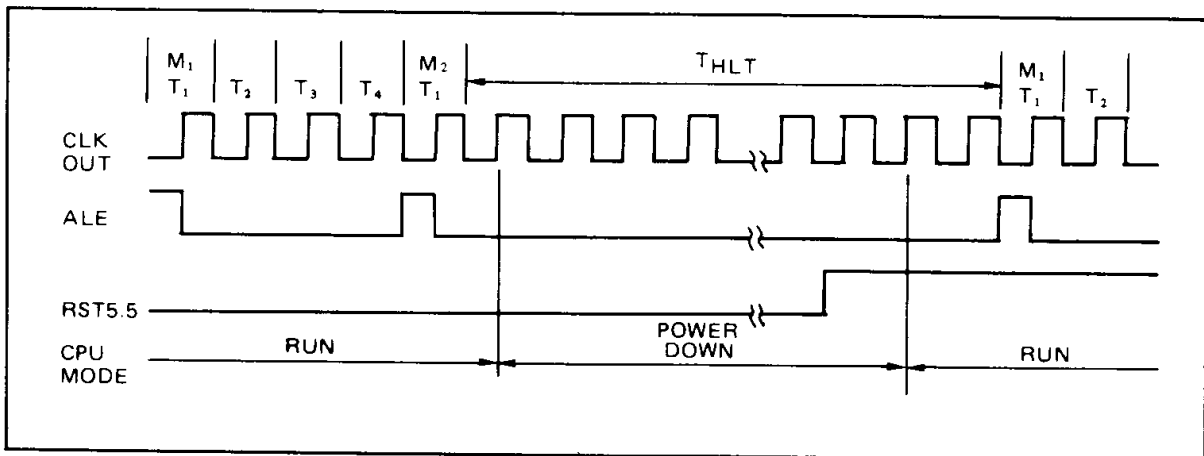 M₁ M₂ T_HLT M₁
T₁ T₂ T₃ T₄ T₁ T₁ T₂
CLK
OUT
ALE
RST5.5
CPU
MODE
RUN
POWER
DOWN
RUN